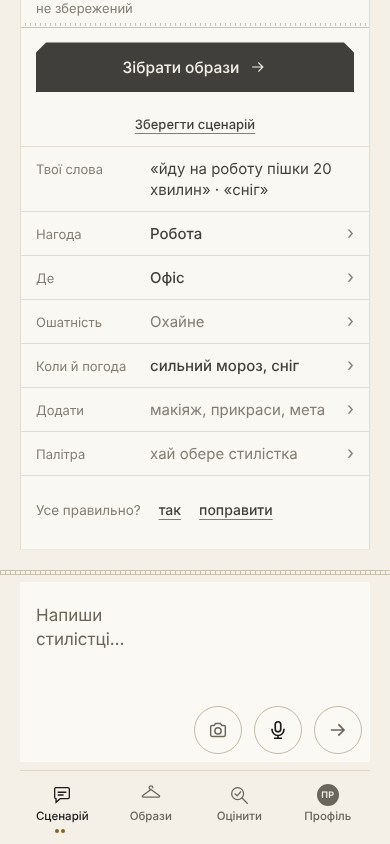 не збережений
Зібрати образи →
Зберегти сценарій
Твої слова «йду на роботу пішки 20
хвилин» · «сніг»
Нагода Робота
Де Офіс
Ошатність Охайне
Коли й погода сильний мороз, сніг
Додати макіяж, прикраси, мета
Палітра хай обере стилістка
Усе правильно? так поправити
Напиши
стилістці...
ПР
Сценарій Образи Оцінити Профіль